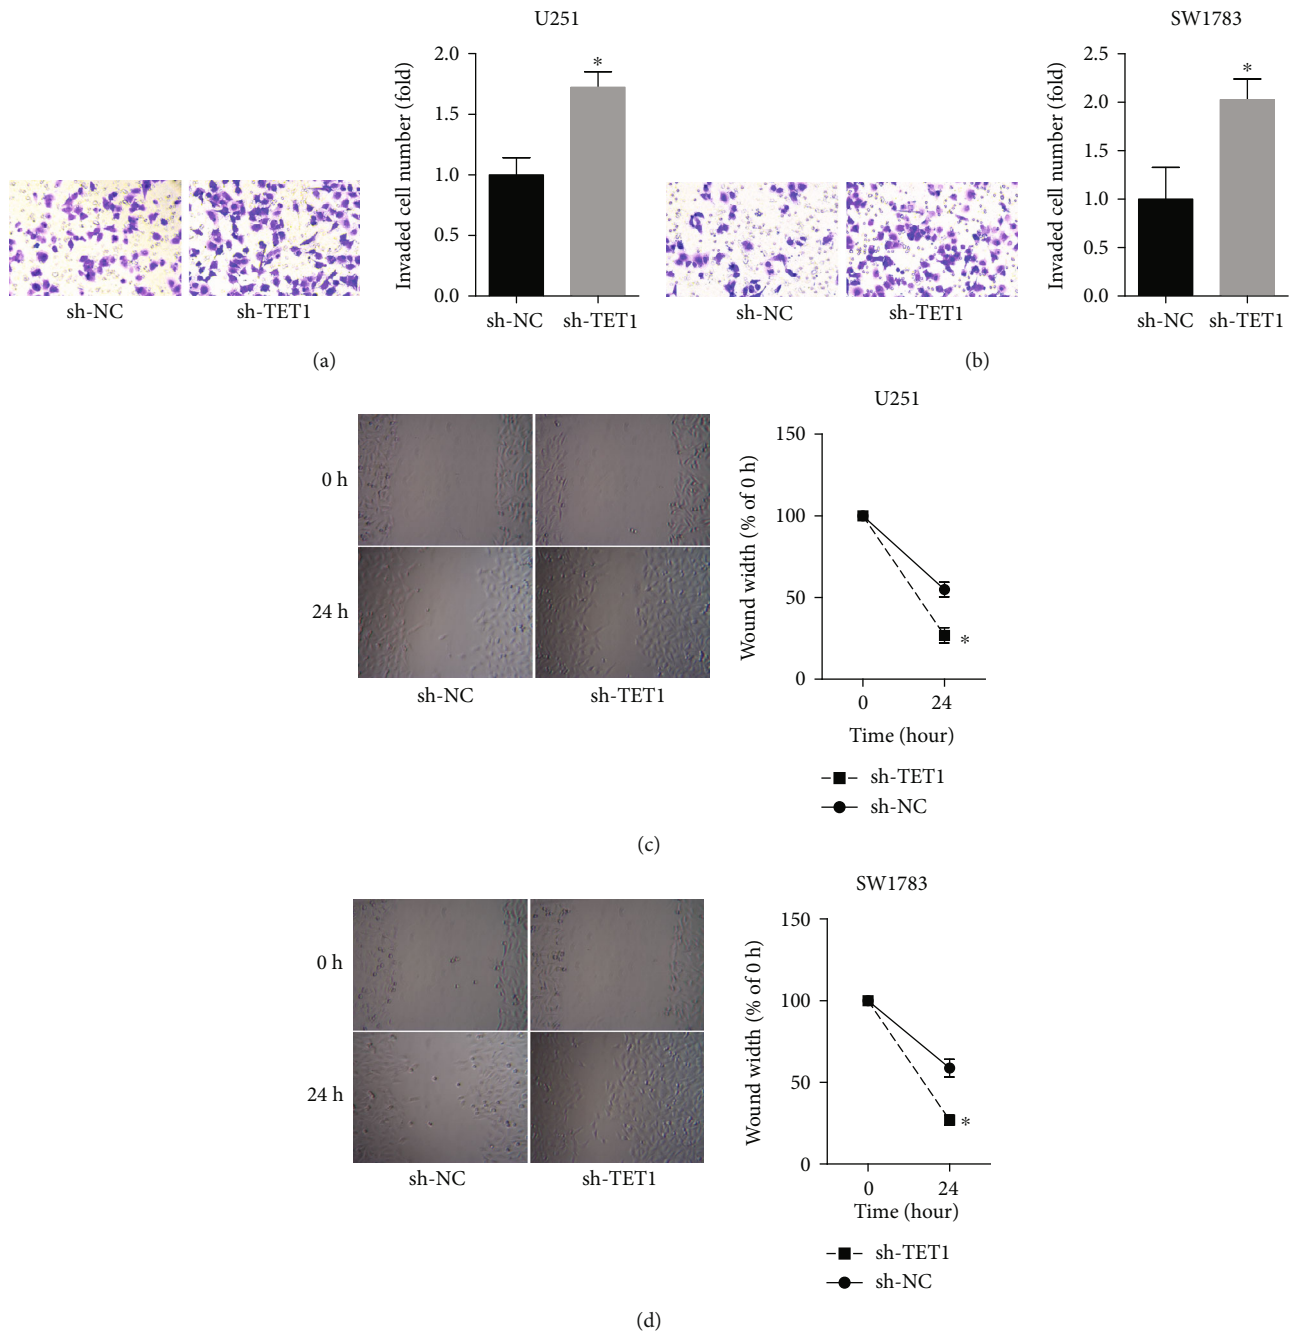 U251
Invaded cell number (fold)
2.0
1.5
1.0
0.5
0.0
*
sh-NC sh-TET1
sh-NC sh-TET1
(a)
SW1783
Invaded cell number (fold)
2.5
2.0
1.5
1.0
0.5
0.0
*
sh-NC sh-TET1
sh-NC sh-TET1
(b)
0 h
24 h
sh-NC sh-TET1
U251
Wound width (% of 0 h)
150
100
50
0
*
0 24
Time (hour)
sh-TET1
sh-NC
(c)
0 h
24 h
sh-NC sh-TET1
SW1783
Wound width (% of 0 h)
150
100
50
0
*
0 24
Time (hour)
sh-TET1
sh-NC
(d)